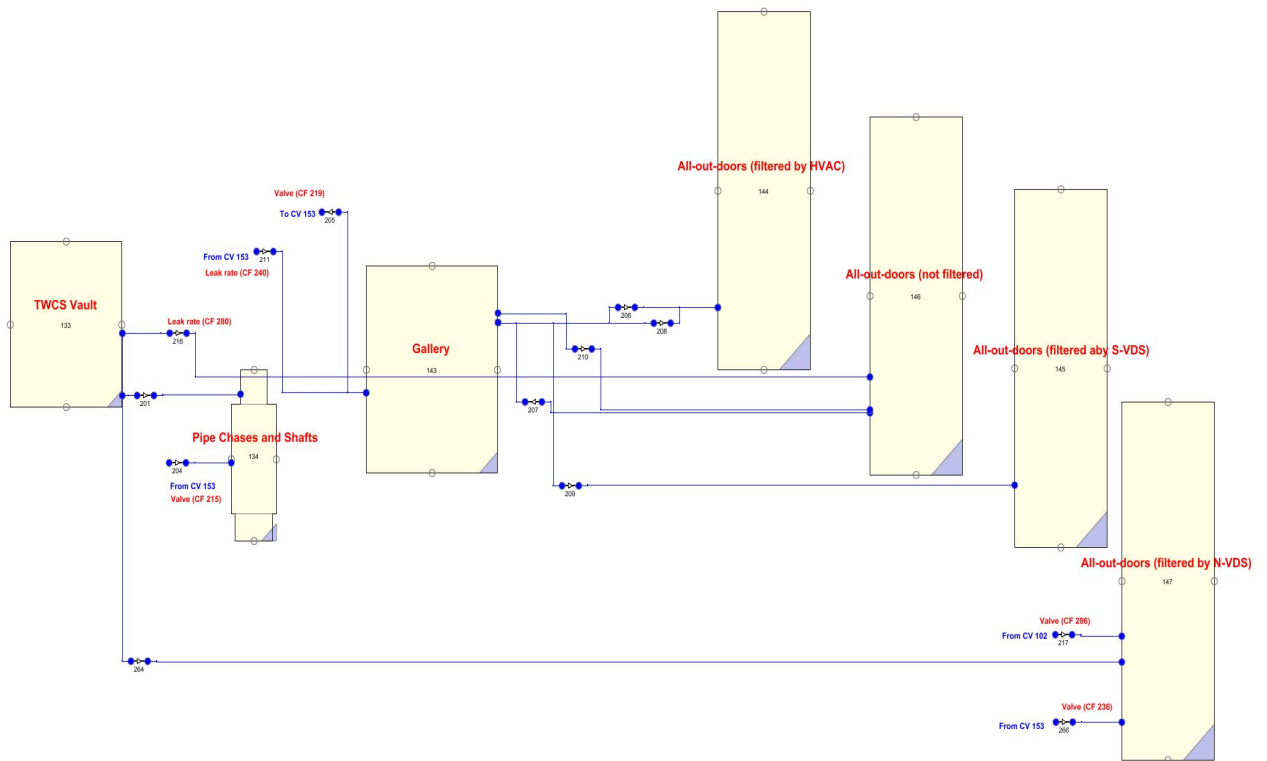 All-out-doors (filtered by HVAC)
144
Valve (CF 219)
To CV 153
205
From CV 153
211
Leak rate (CF 240)
All-out-doors (not filtered)
146
TWCS Vault
133
Leak rate (CF 280)
216
206
208
210
Gallery
143
All-out-doors (filtered aby S-VDS)
145
201
207
Pipe Chases and Shafts
134
204
From CV 153
Valve (CF 215)
209
All-out-doors (filtered by N-VDS)
147
Valve (CF 286)
From CV 102
217
264
Valve (CF 236)
From CV 153
266